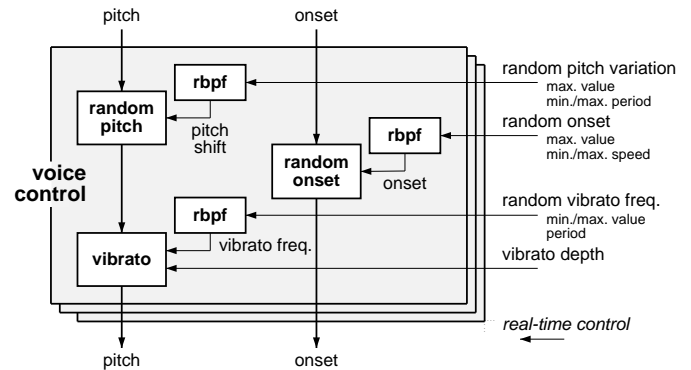 pitch
onset
rbpf
random pitch variation
max. value
min./max. period
random
pitch
pitch
shift
rbpf
random onset
max. value
min./max. speed
random
onset
onset
voice
control
rbpf
random vibrato freq.
min./max. value
period
vibrato freq.
vibrato
vibrato depth
real-time control
pitch
onset